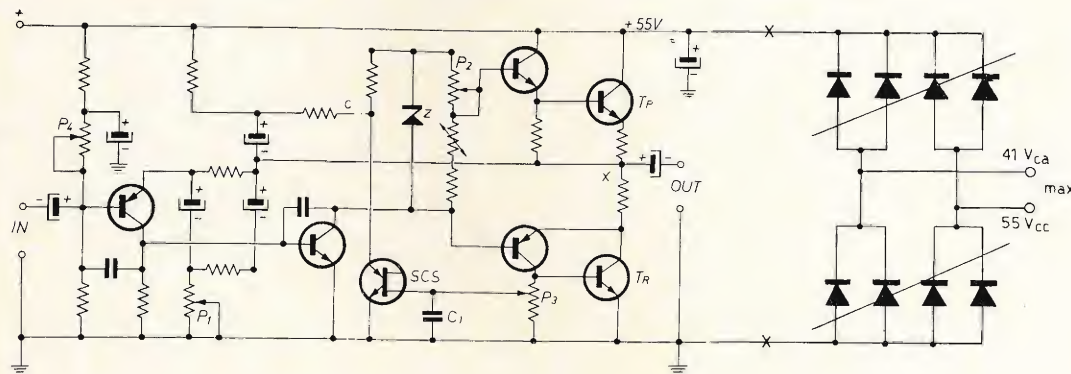 +
+ 55V
X
P2
C
Z
TP
P4
41 Vca
max
55 Vcc
X
OUT
IN
SCS
P3
TR
P1
C1
X